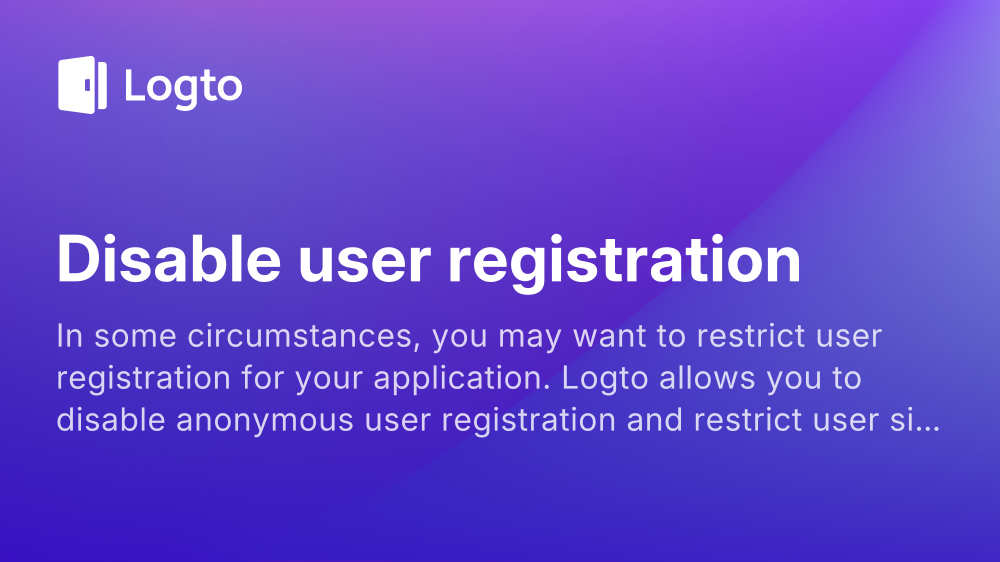 Logto
Disable user registration
In some circumstances, you may want to restrict user
registration for your application. Logto allows you to
disable anonymous user registration and restrict user si...